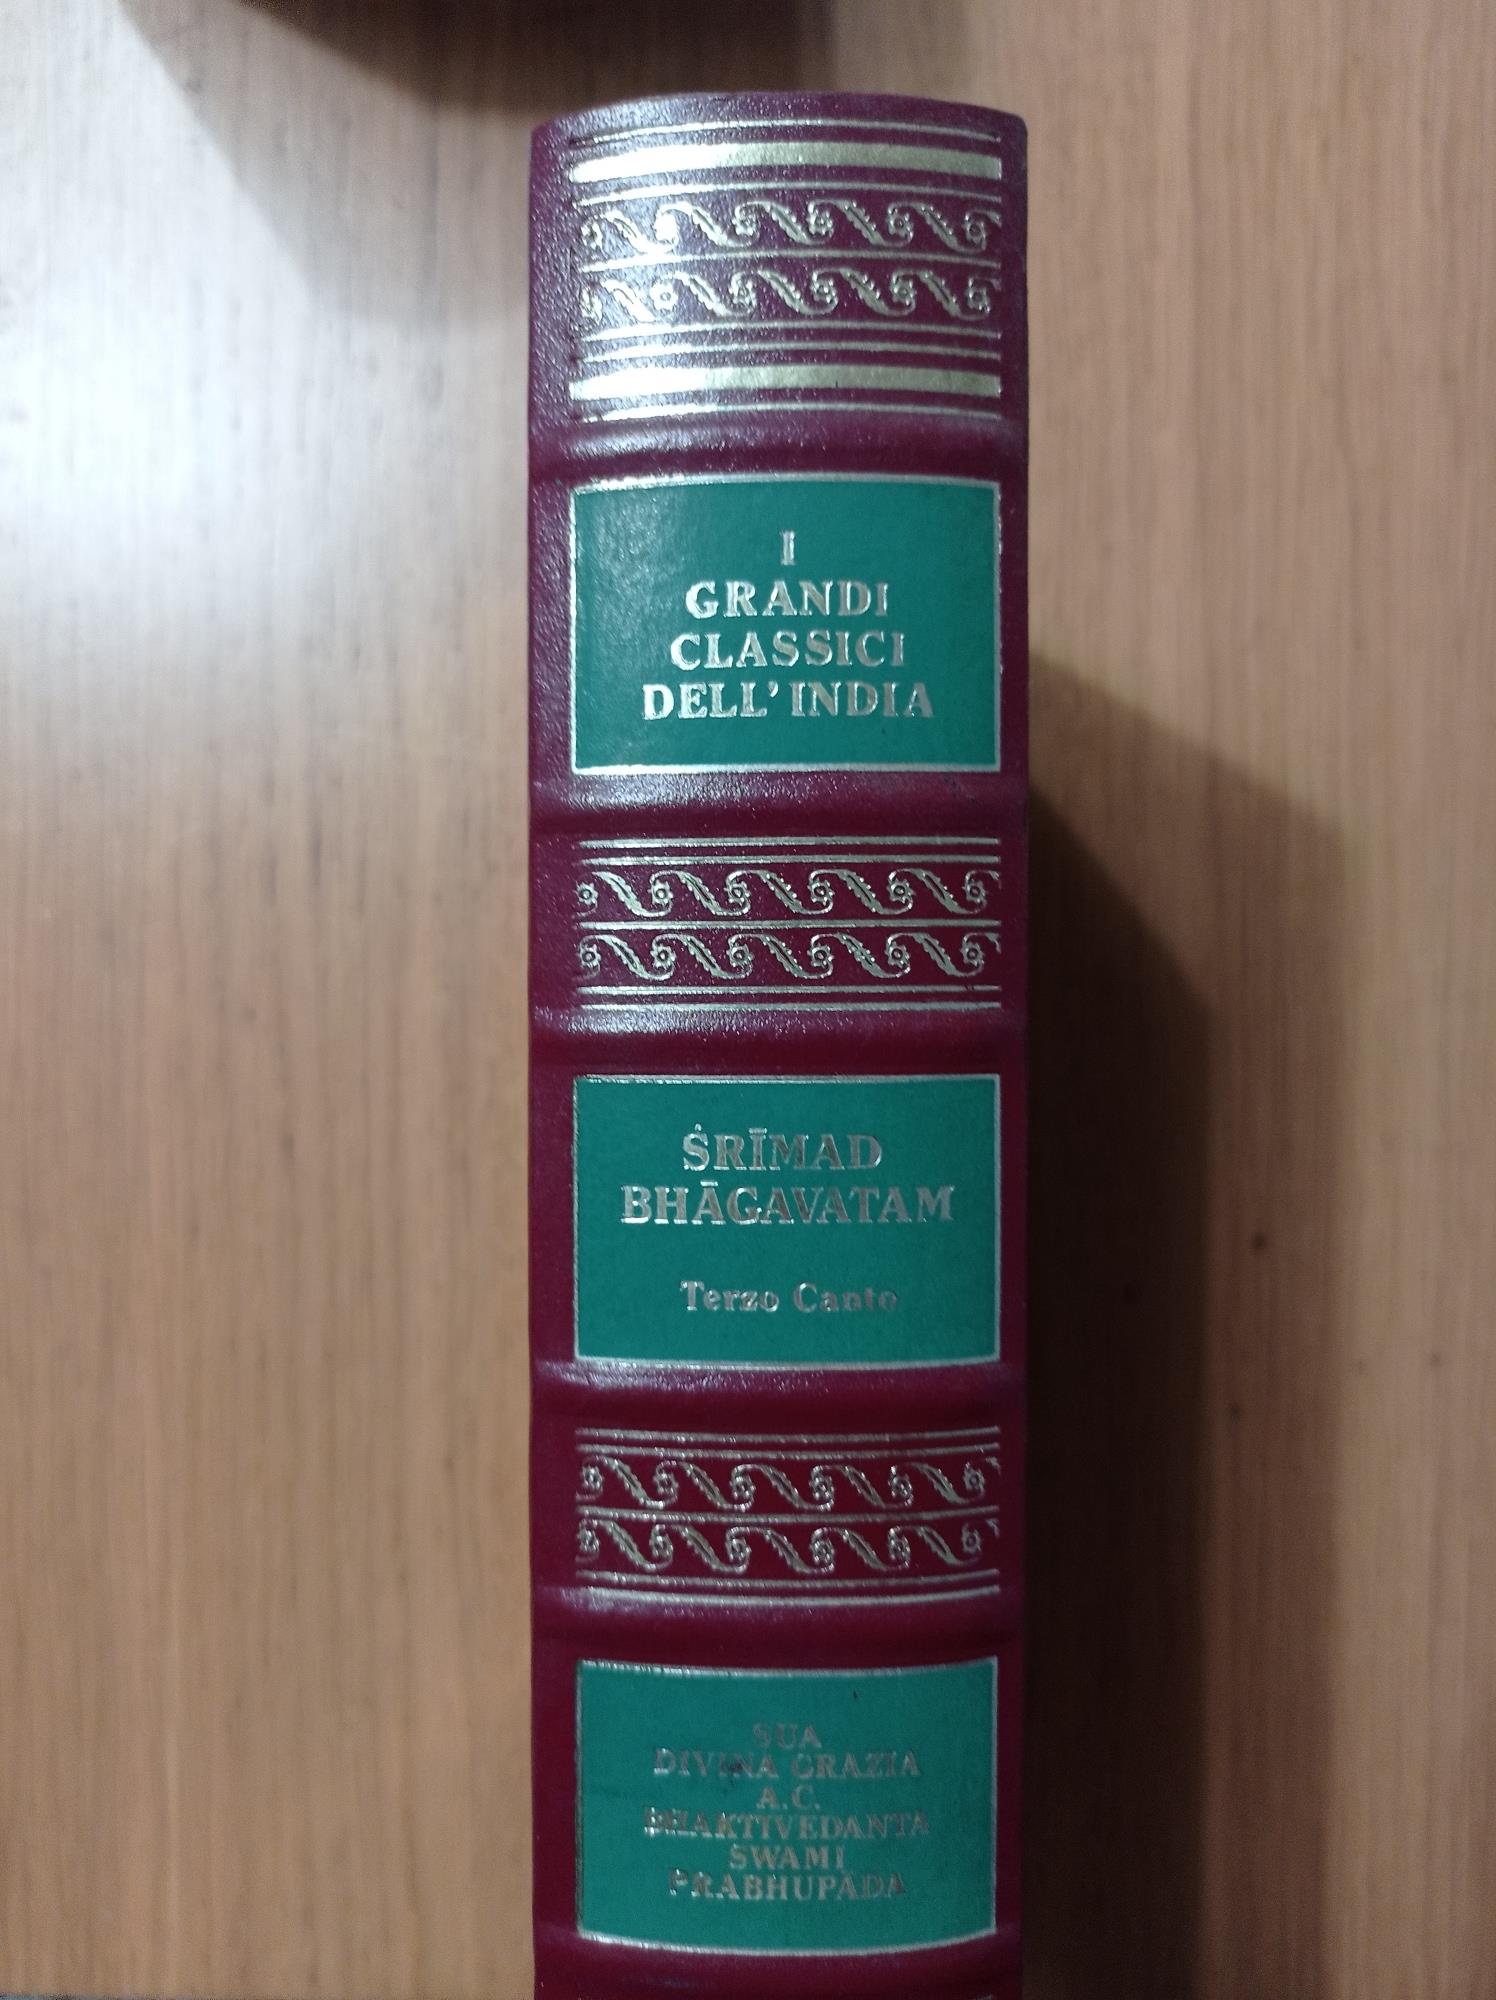 I
GRANDI
CLASSICI
DELL'INDIA
ŚRĪMAD
BHĀGAVATAM
Terzo Canto
SUA
DIVINA GRAZIA
A.C.
BHAKTIVEDANTA
SWAMI
PRABHUPĀDA